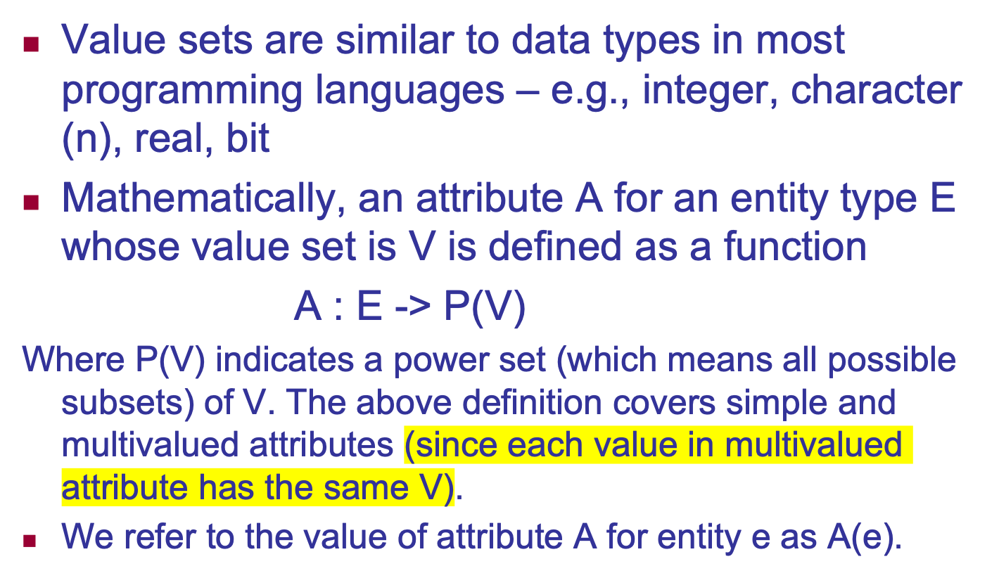 ▪ Value sets are similar to data types in most
programming languages – e.g., integer, character
(n), real, bit
▪ Mathematically, an attribute A for an entity type E
whose value set is V is defined as a function
A : E -> P(V)
Where P(V) indicates a power set (which means all possible
subsets) of V. The above definition covers simple and
multivalued attributes (since each value in multivalued
attribute has the same V).
▪ We refer to the value of attribute A for entity e as A(e).